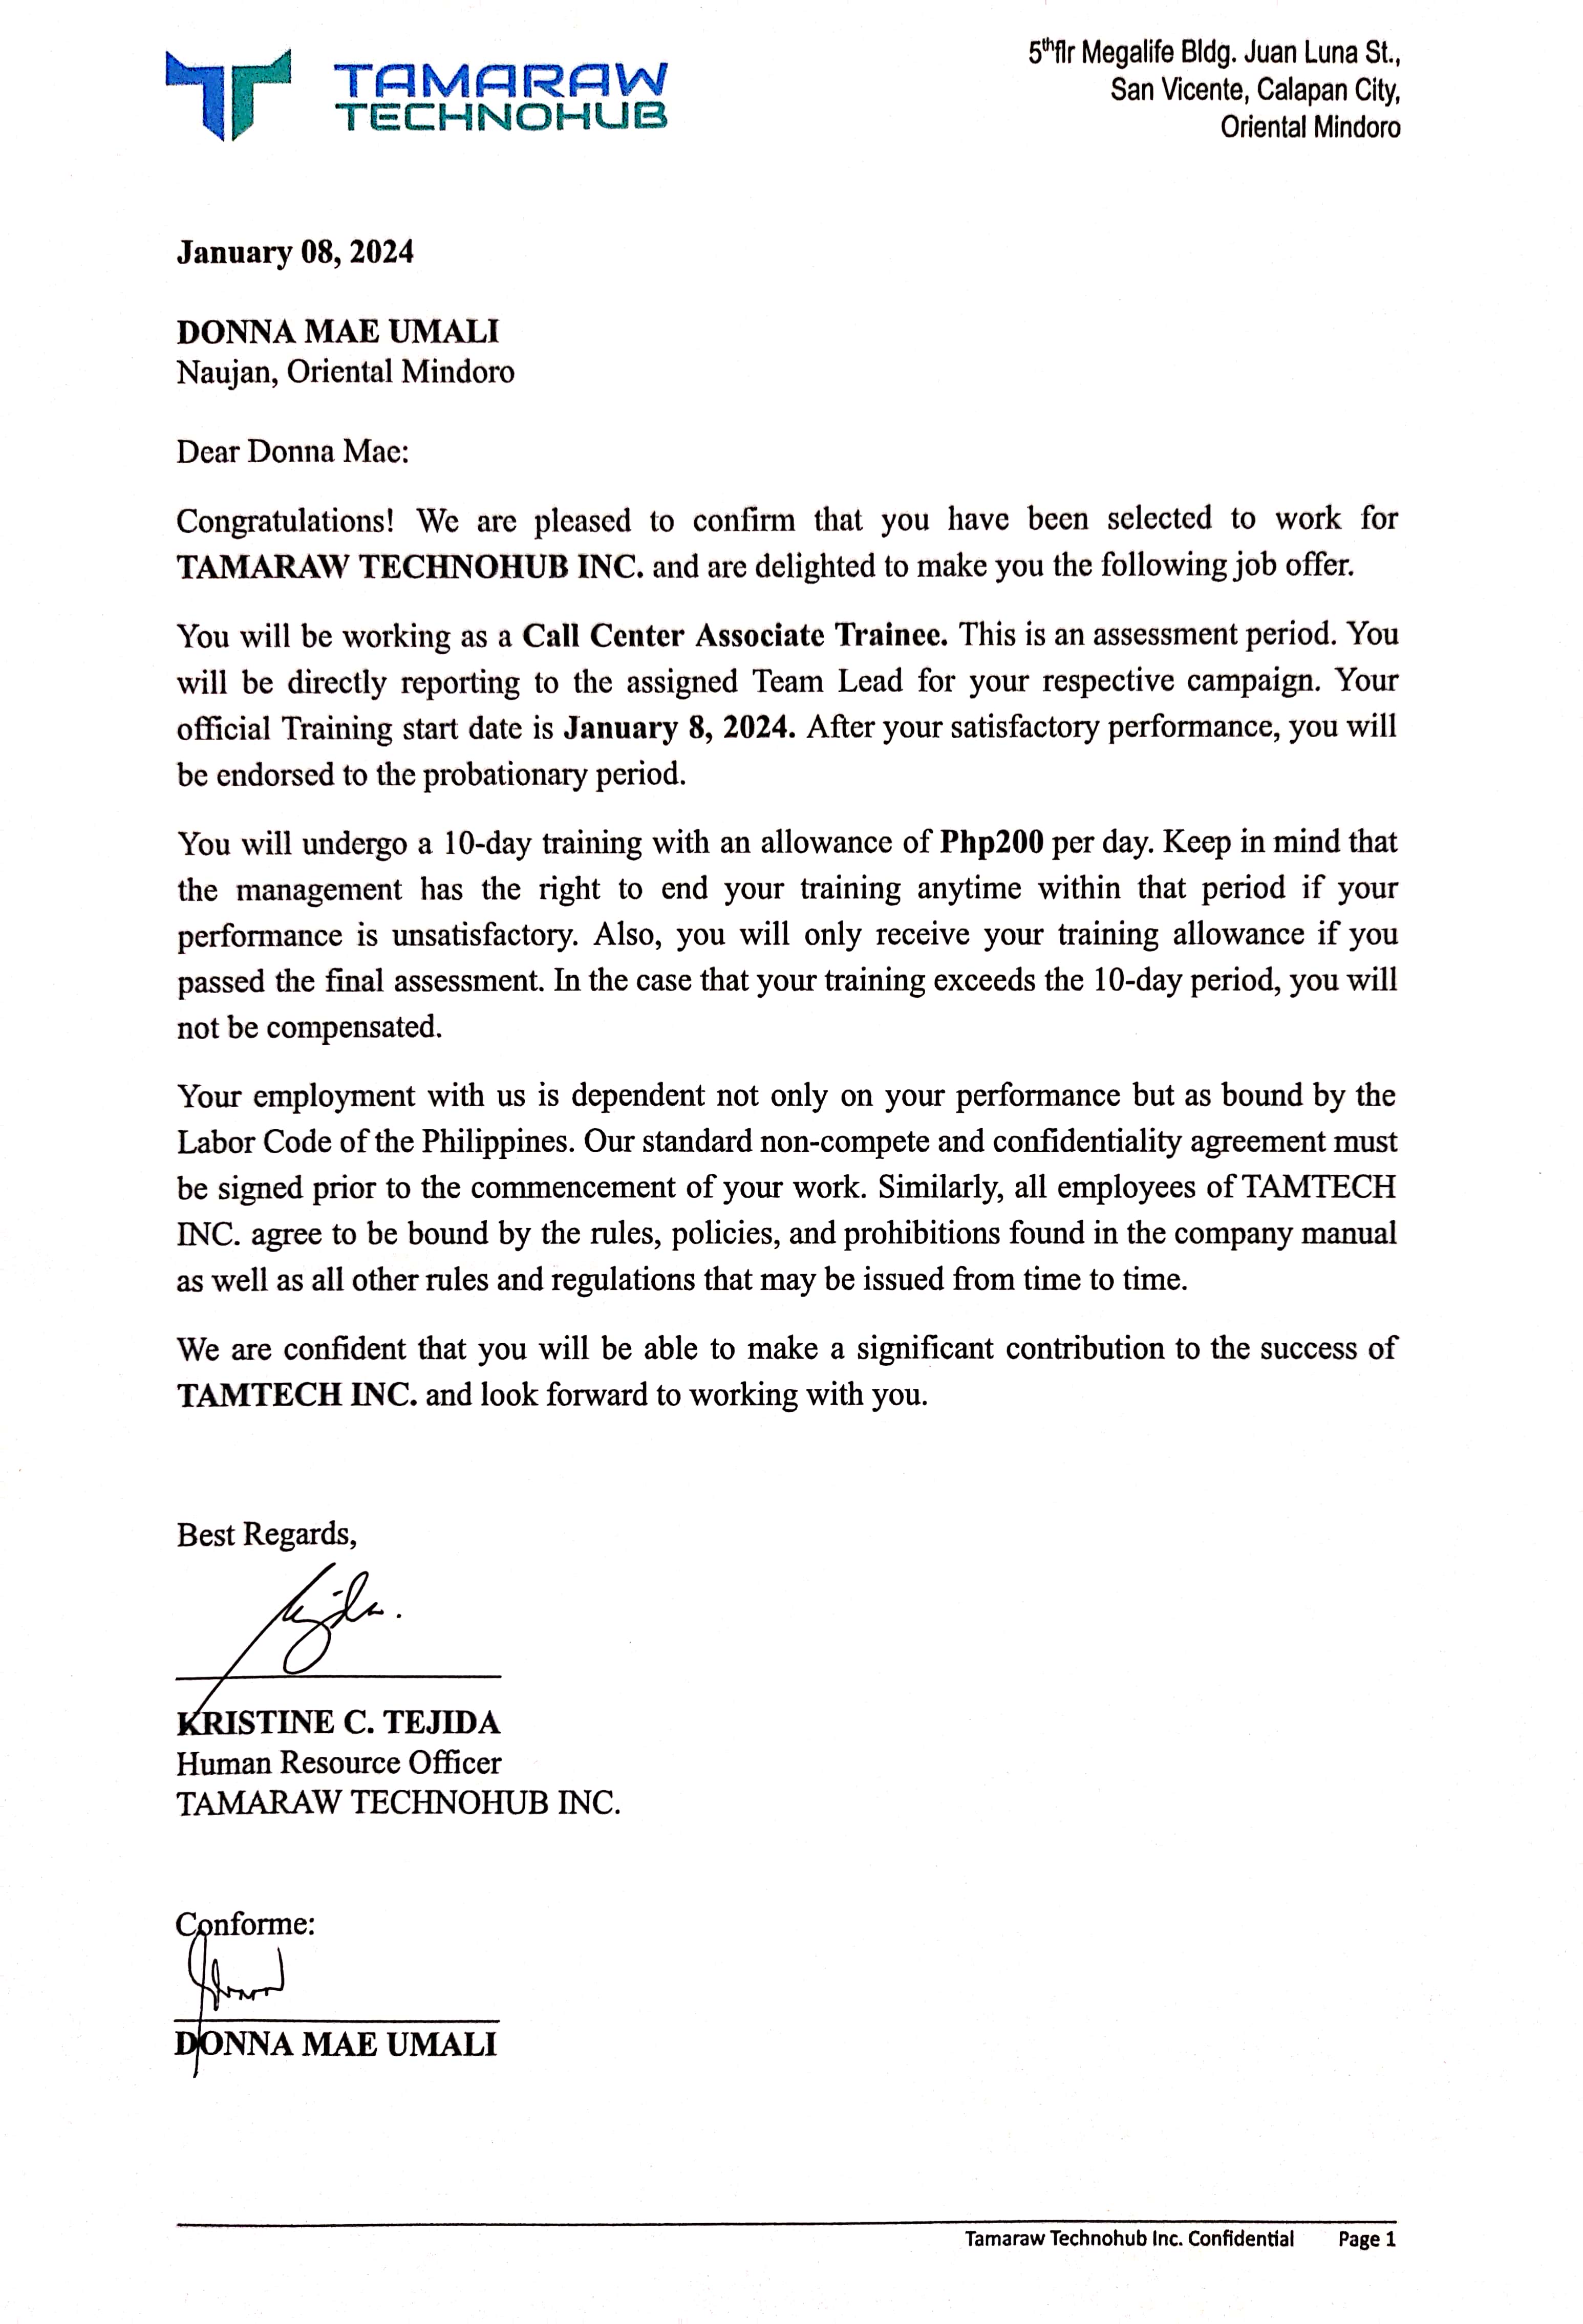 TAMARAW
TECHNOHUB
5thflr Megalife Bldg. Juan Luna St.,
San Vicente, Calapan City,
Oriental Mindoro
January 08, 2024
DONNA MAE UMALI
Naujan, Oriental Mindoro
Dear Donna Mae:
Congratulations! We are pleased to confirm that you have been selected to work for
TAMARAW TECHNOHUB INC. and are delighted to make you the following job offer.
You will be working as a Call Center Associate Trainee. This is an assessment period. You
will be directly reporting to the assigned Team Lead for your respective campaign. Your
official Training start date is January 8, 2024. After your satisfactory performance, you will
be endorsed to the probationary period.
You will undergo a 10-day training with an allowance of Php200 per day. Keep in mind that
the management has the right to end your training anytime within that period if your
performance is unsatisfactory. Also, you will only receive your training allowance if you
passed the final assessment. In the case that your training exceeds the 10-day period, you will
not be compensated.
Your employment with us is dependent not only on your performance but as bound by the
Labor Code of the Philippines. Our standard non-compete and confidentiality agreement must
be signed prior to the commencement of your work. Similarly, all employees of TAMTECH
INC. agree to be bound by the rules, policies, and prohibitions found in the company manual
as well as all other rules and regulations that may be issued from time to time.
We are confident that you will be able to make a significant contribution to the success of
TAMTECH INC. and look forward to working with you.
Best Regards,
KRISTINE C. TEJIDA
Human Resource Officer
TAMARAW TECHNOHUB INC.
Conforme:
DONNA MAE UMALI
Tamaraw Technohub Inc. Confidential Page 1